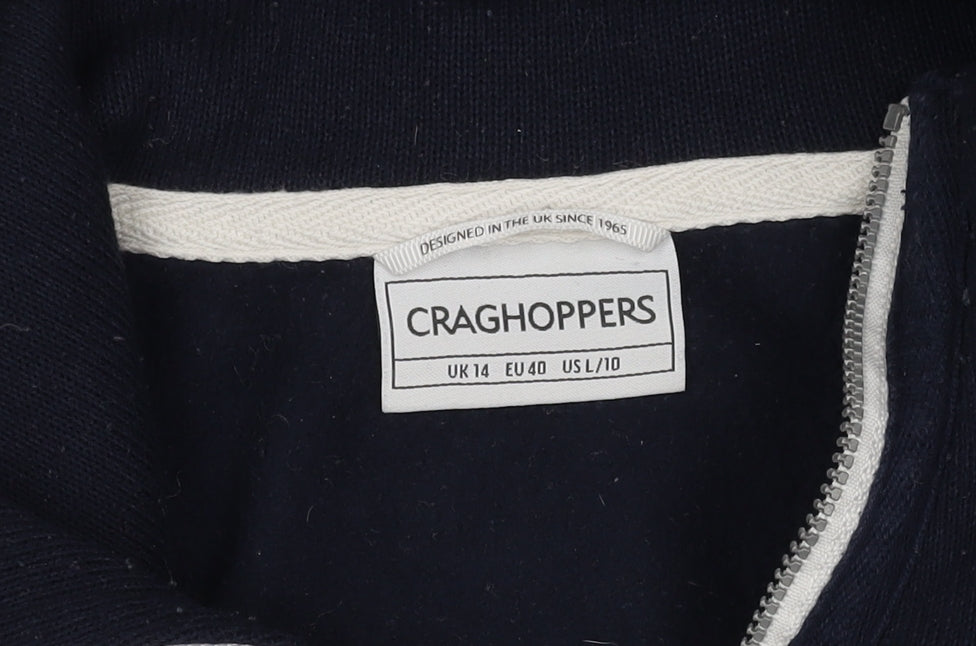 DESIGNED IN THE UK SINCE 1965
CRAGHOPPERS
UK 14 EU 40 US L/10